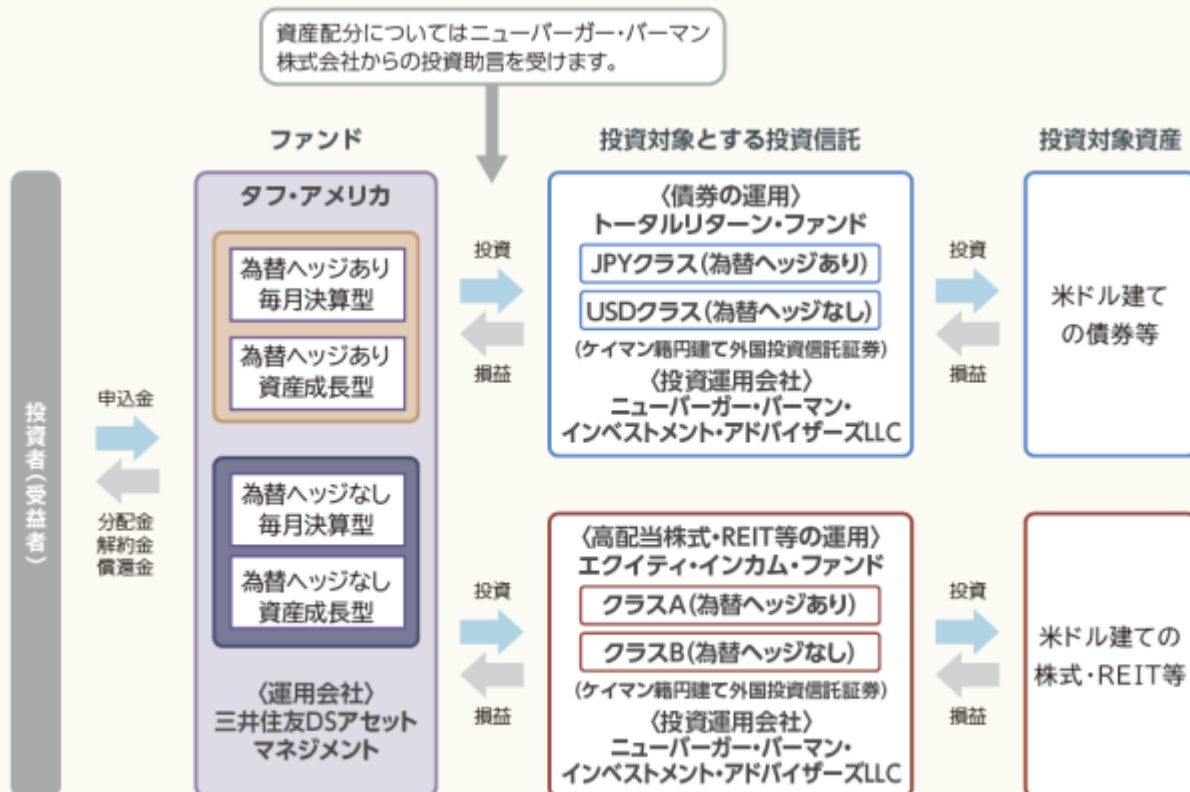 資産配分についてはニューバーガー・バーマン
株式会社からの投資助言を受けます。
ファンド
投資対象とする投資信託
投資対象資産
投資者(受益者)
申込金
分配金
解約金
償還金
タフ・アメリカ
為替ヘッジあり
毎月決算型
為替ヘッジあり
資産成長型
為替ヘッジなし
毎月決算型
為替ヘッジなし
資産成長型
〈運用会社〉
三井住友DSアセット
マネジメント
投資
損益
投資
損益
〈債券の運用〉
トータルリターン・ファンド
JPYクラス(為替ヘッジあり)
USDクラス(為替ヘッジなし)
(ケイマン籍円建て外国投資信託証券)
〈投資運用会社〉
ニューバーガー・バーマン・
インベストメント・アドバイザーズLLC
〈高配当株式・REIT等の運用〉
エクイティ・インカム・ファンド
クラスA(為替ヘッジあり)
クラスB(為替ヘッジなし)
(ケイマン籍円建て外国投資信託証券)
〈投資運用会社〉
ニューバーガー・バーマン・
インベストメント・アドバイザーズLLC
投資
損益
投資
損益
米ドル建て
の債券等
米ドル建ての
株式・REIT等